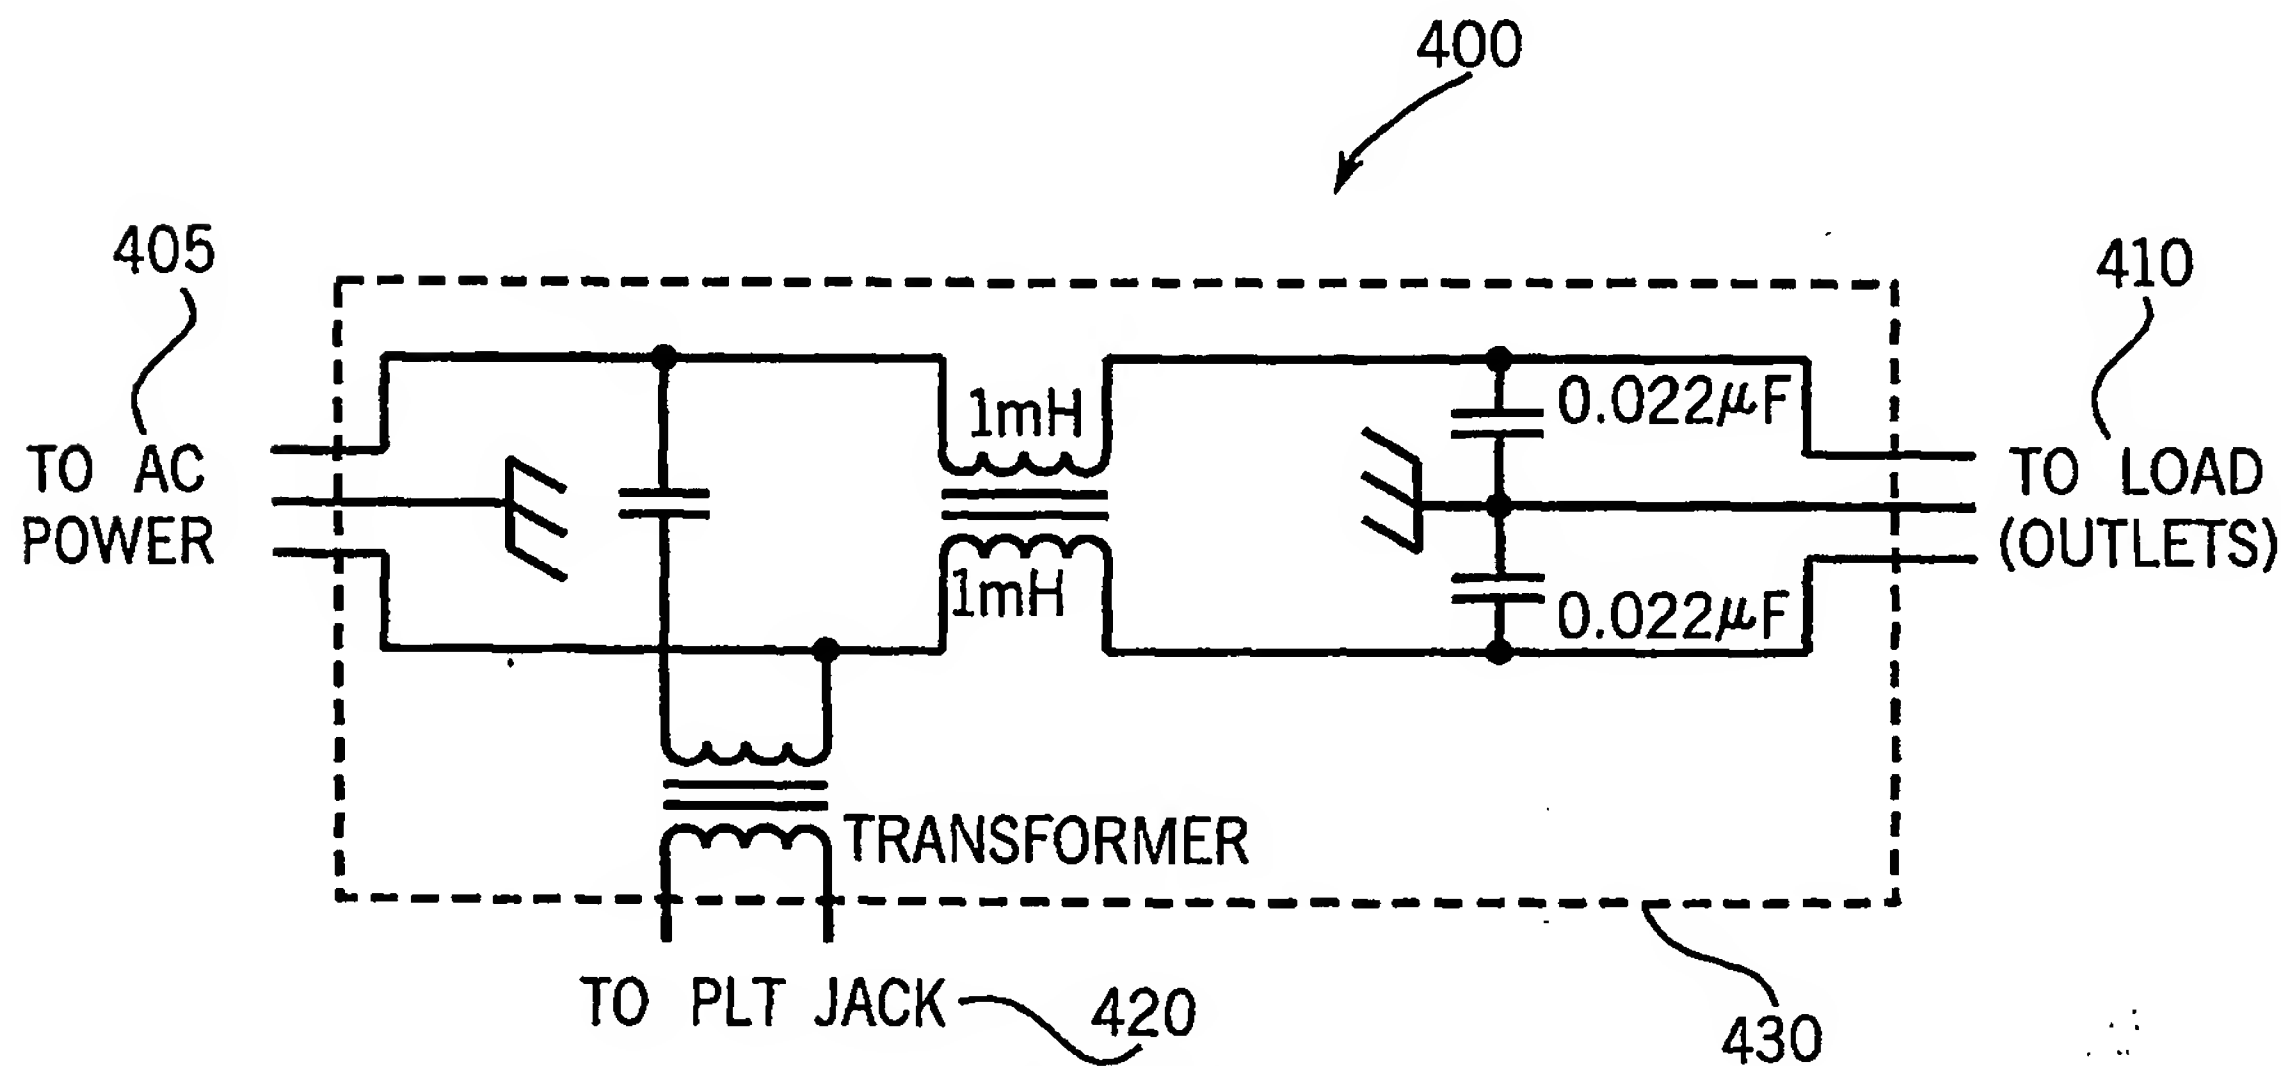 400
405
410
TO AC
POWER
1mH
1mH
0.022μF
0.022μF
TO LOAD
(OUTLETS)
TRANSFORMER
TO PLT JACK
420
430